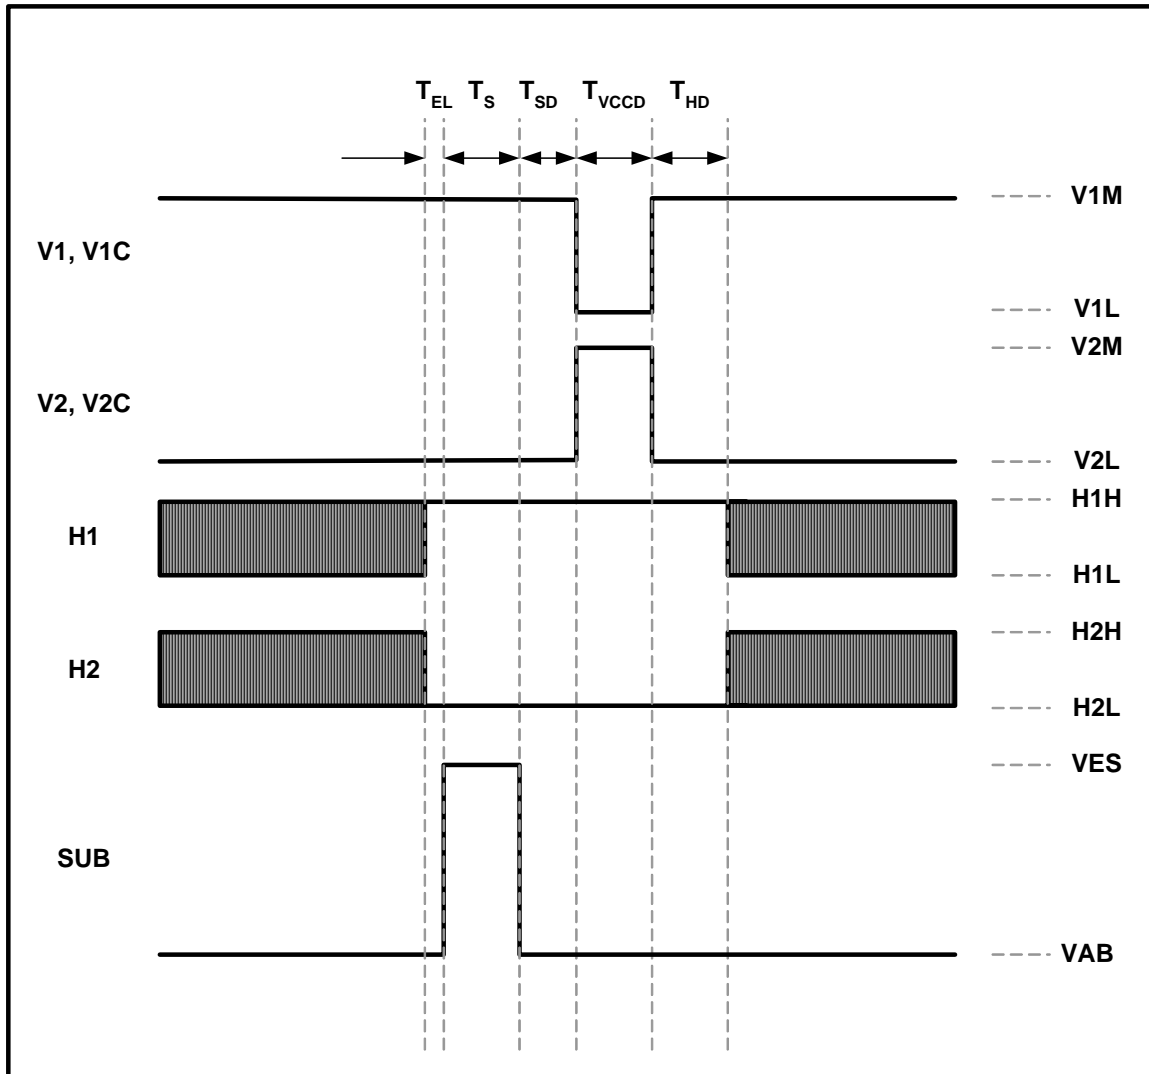 T_EL T_S T_SD T_VCCD T_HD
V1M
V1, V1C
V1L
V2M
V2, V2C
V2L
H1H
H1
H1L
H2H
H2
H2L
VES
SUB
VAB